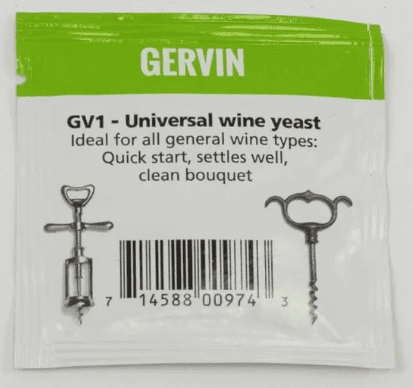 GERVIN
GV1 - Universal wine yeast
Ideal for all general wine types:
Quick start, settles well,
clean bouquet
7 14588 00974 3